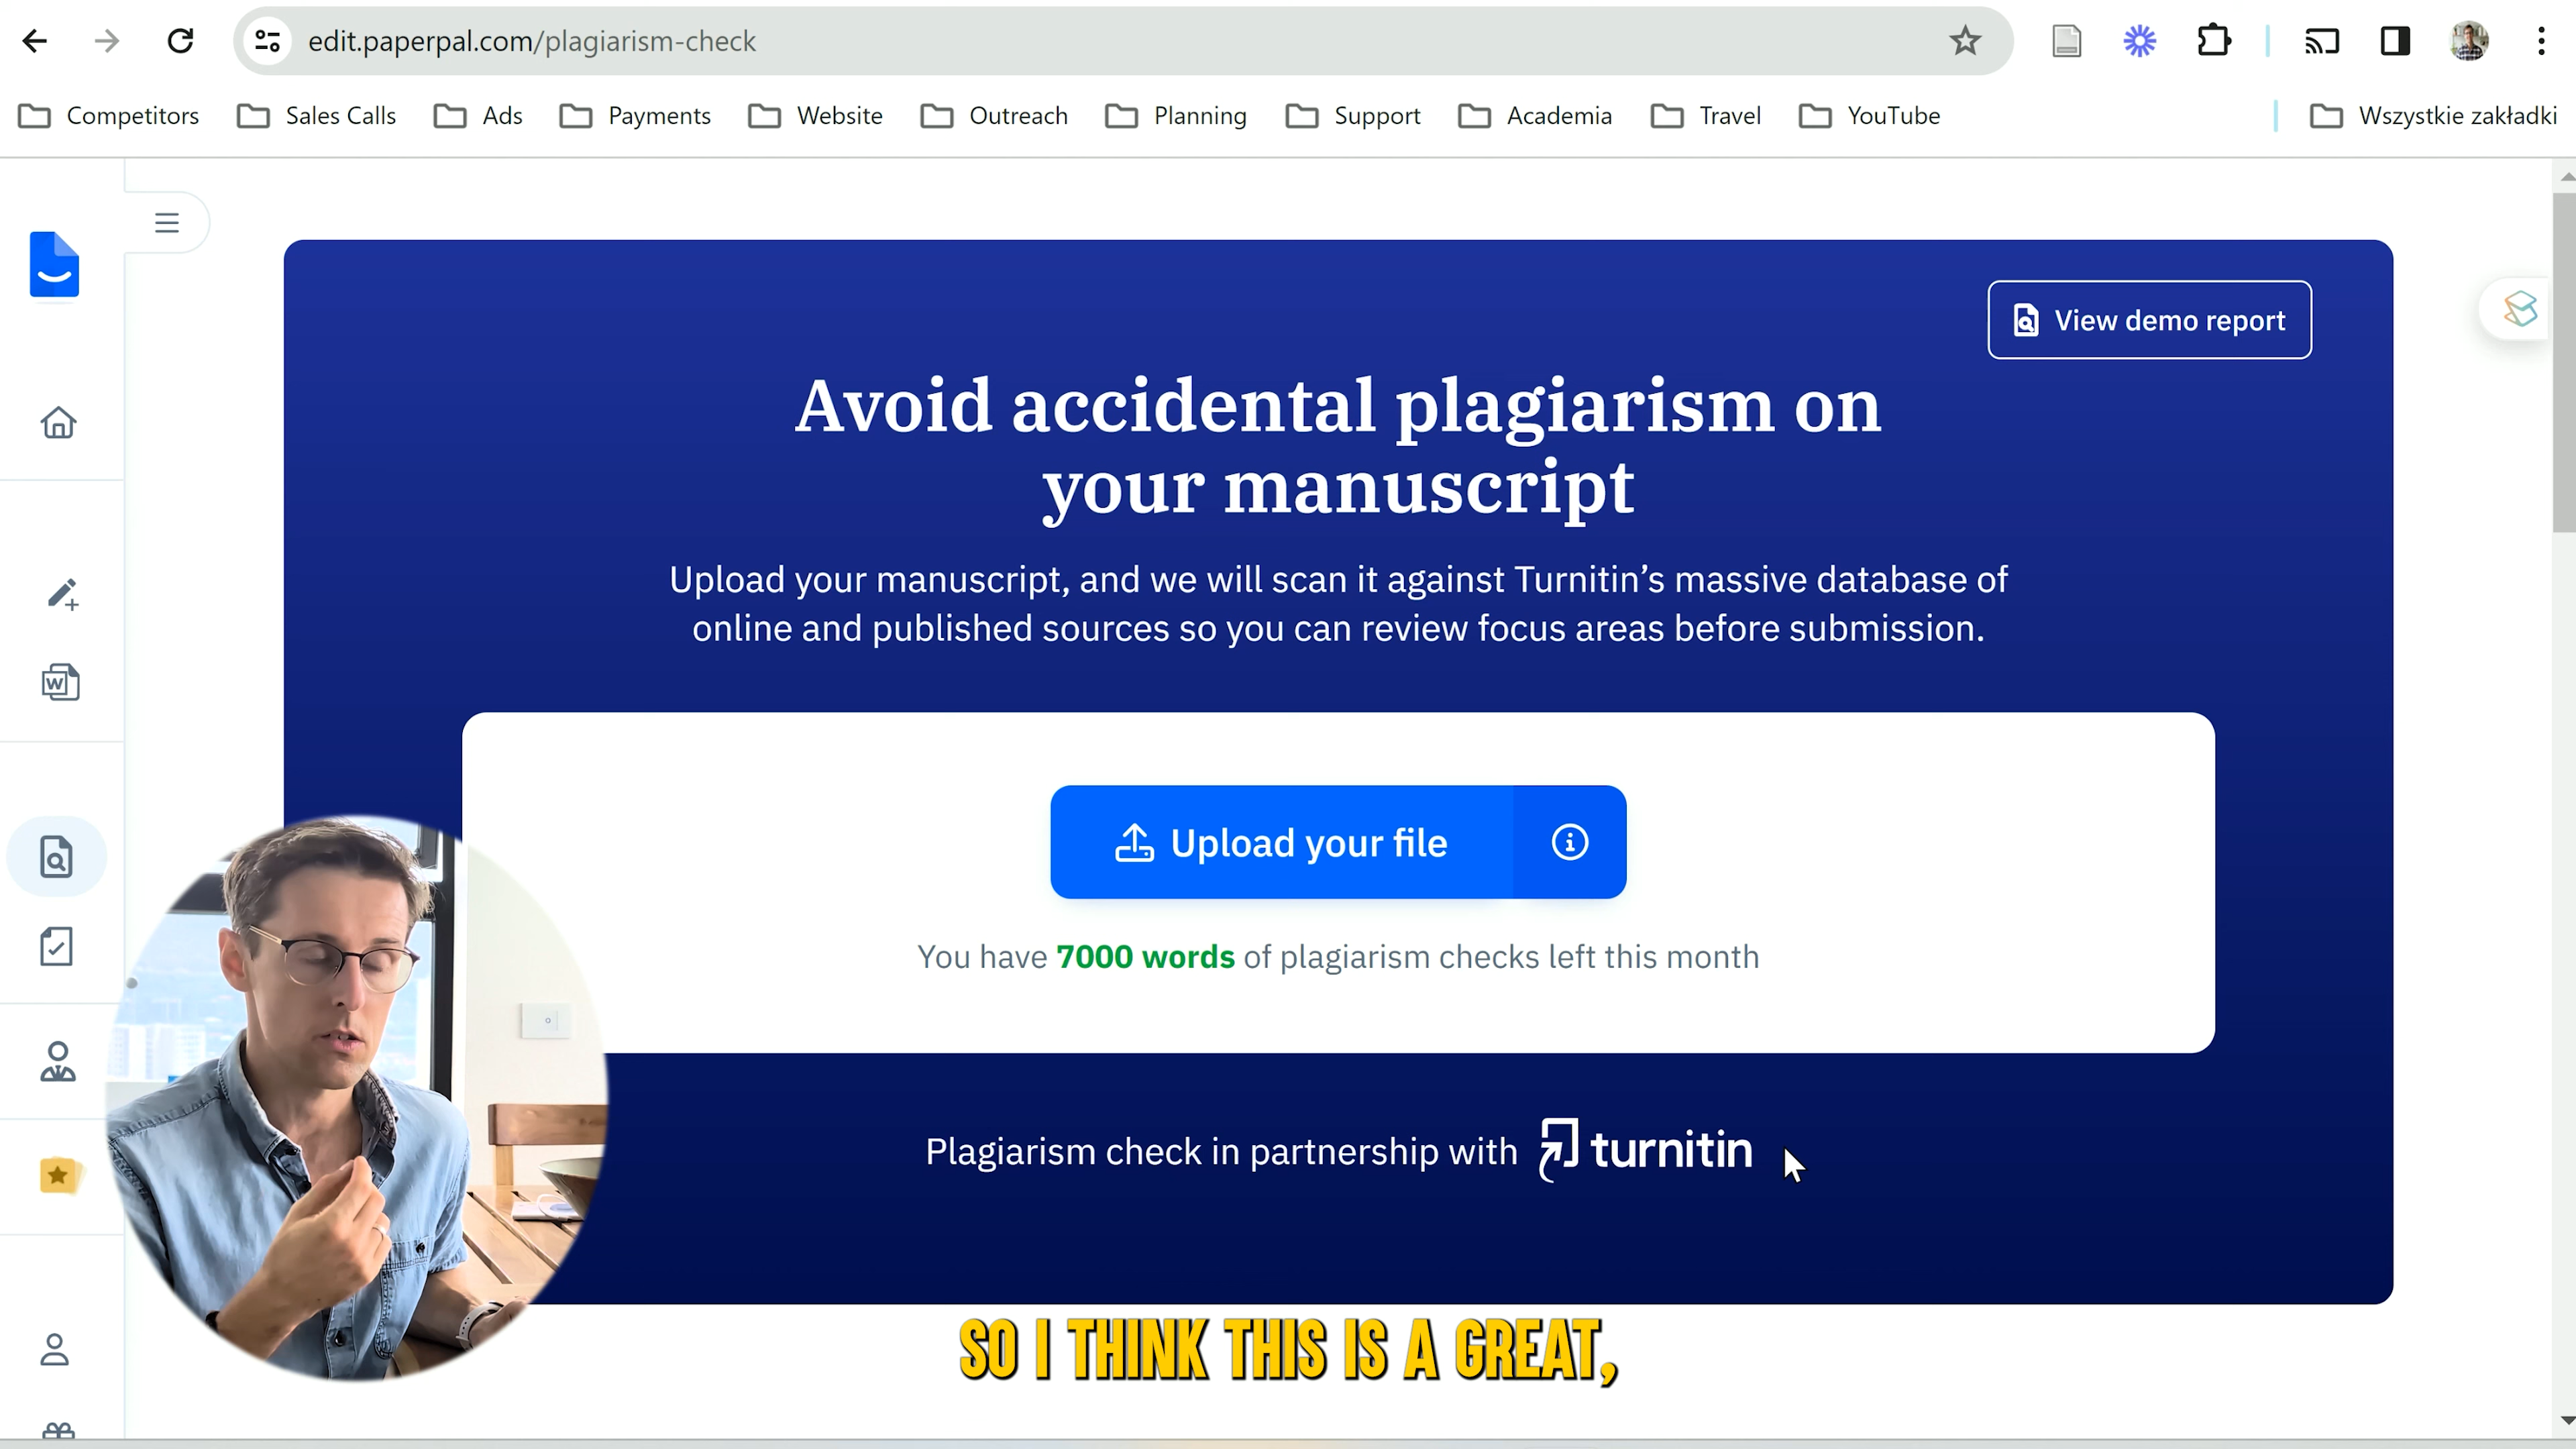 edit.paperpal.com/plagiarism-check
Competitors Sales Calls Ads Payments Website Outreach Planning Support Academia Travel YouTube Wszystkie zakładki
View demo report
Avoid accidental plagiarism on
your manuscript
Upload your manuscript, and we will scan it against Turnitin’s massive database of
online and published sources so you can review focus areas before submission.
Upload your file
You have 7000 words of plagiarism checks left this month
Plagiarism check in partnership with turnitin
SO I THINK THIS IS A GREAT,